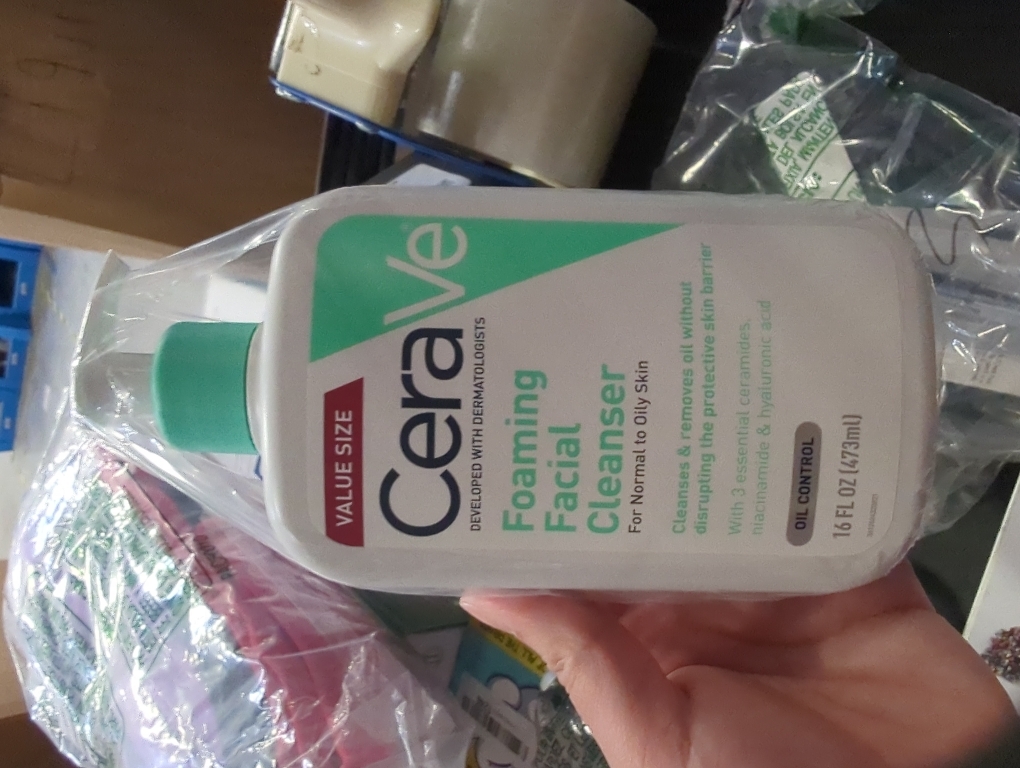 VALUE SIZE
CeraVe
DEVELOPED WITH DERMATOLOGISTS
Foaming
Facial
Cleanser
For Normal to Oily Skin
Cleanses & removes oil without
disrupting the protective skin barrier
With 3 essential ceramides,
niacinamide & hyaluronic acid
OIL CONTROL
16 FL OZ (473ml)